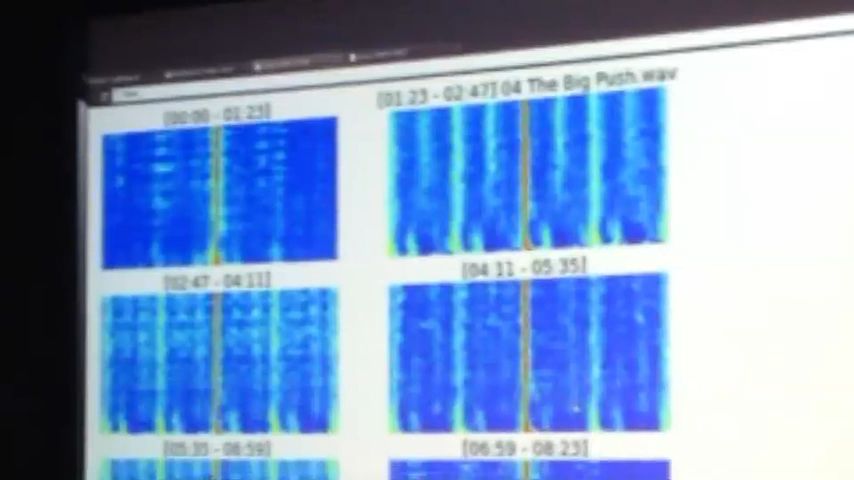 [00:00 - 01:23]
[01:23 - 02:47] 04 The Big Push.wav
[02:47 - 04:11]
[04:11 - 05:35]
[05:35 - 06:59]
[06:59 - 08:23]